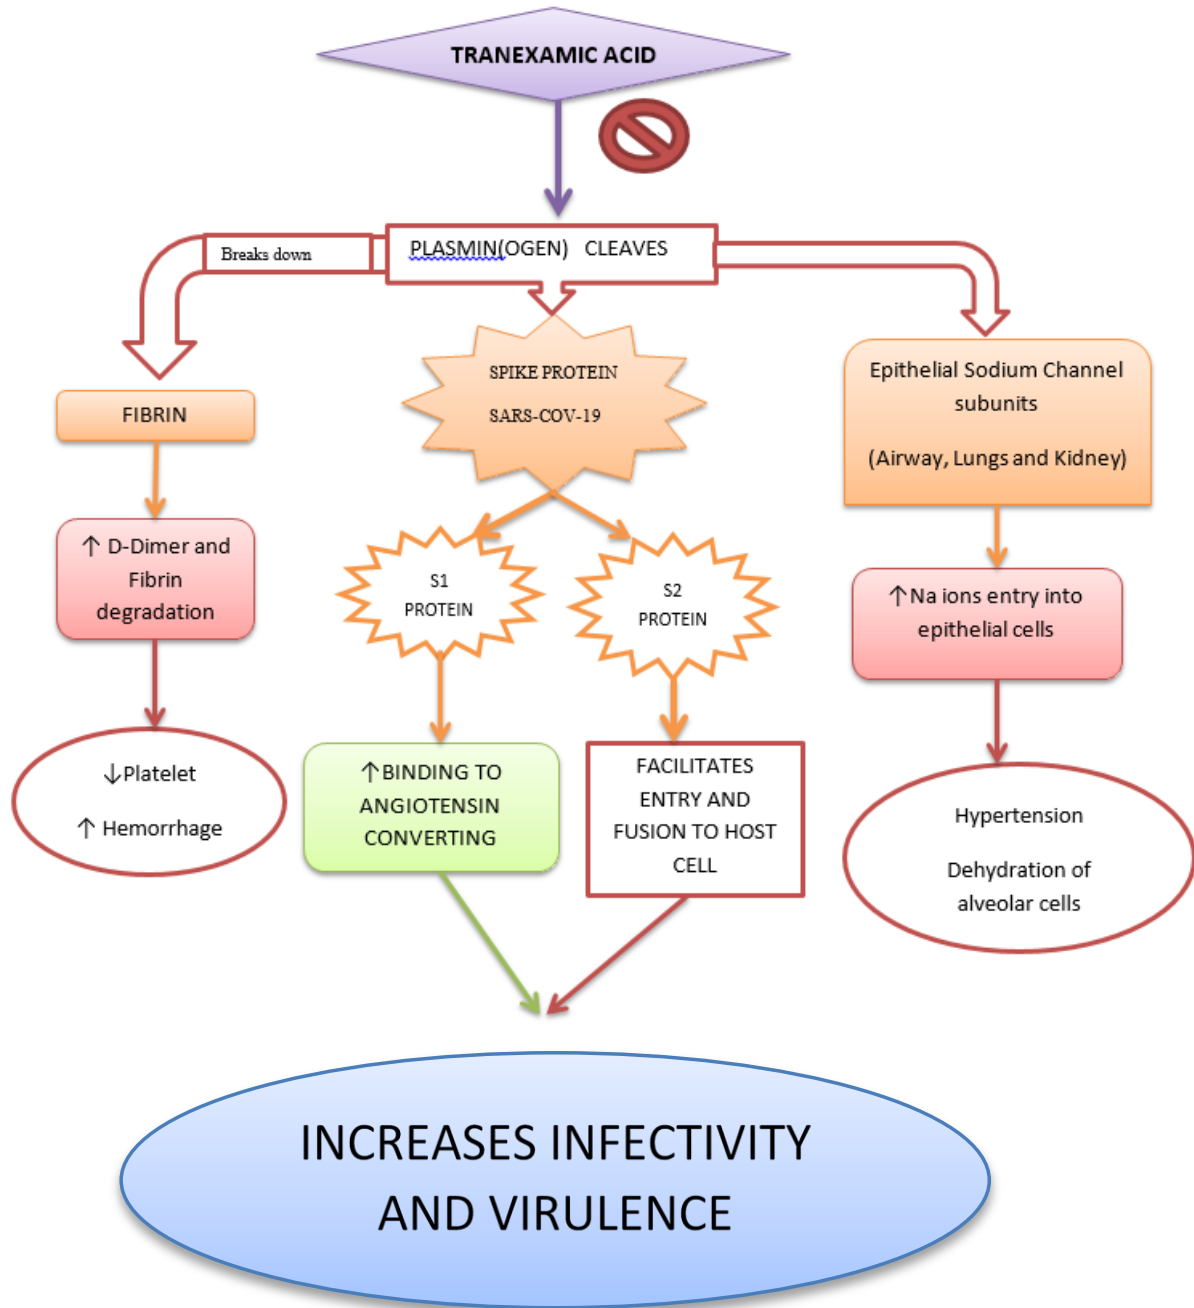 TRANEXAMIC ACID
Breaks down
PLASMIN(OGEN) CLEAVES
FIBRIN
↑ D-Dimer and
Fibrin
degradation
↓Platelet
↑ Hemorrhage
SPIKE PROTEIN
SARS-COV-19
S1
PROTEIN
S2
PROTEIN
↑BINDING TO
ANGIOTENSIN
CONVERTING
FACILITATES
ENTRY AND
FUSION TO HOST
CELL
Epithelial Sodium Channel
subunits
(Airway, Lungs and Kidney)
↑Na ions entry into
epithelial cells
Hypertension
Dehydration of
alveolar cells
INCREASES INFECTIVITY
AND VIRULENCE